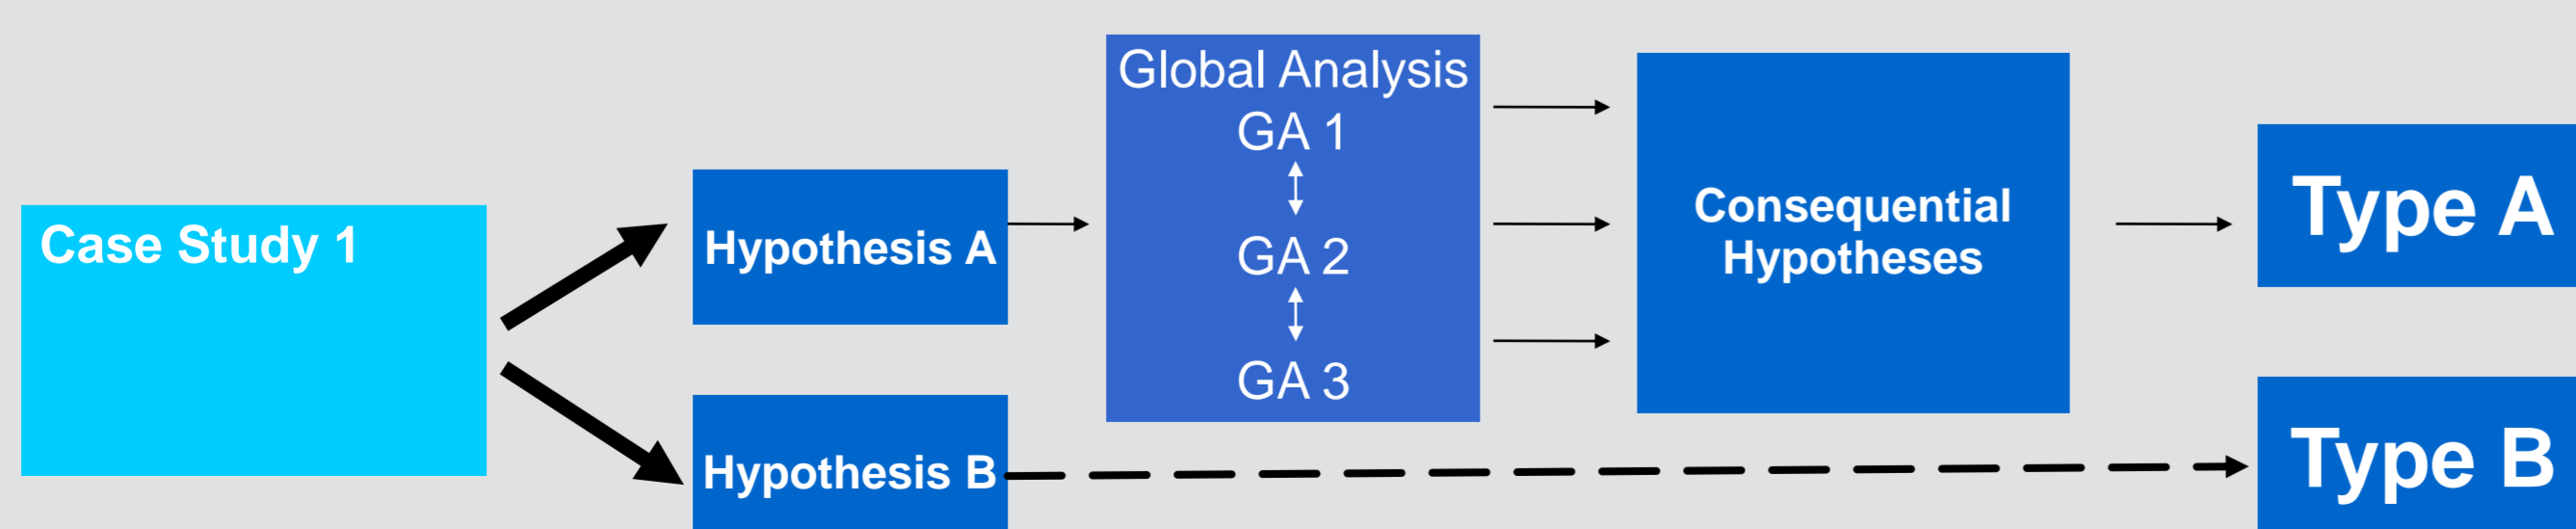 Case Study 1
Hypothesis A
Hypothesis B
Global Analysis
GA 1
GA 2
GA 3
Consequential
Hypotheses
Type A
Type B